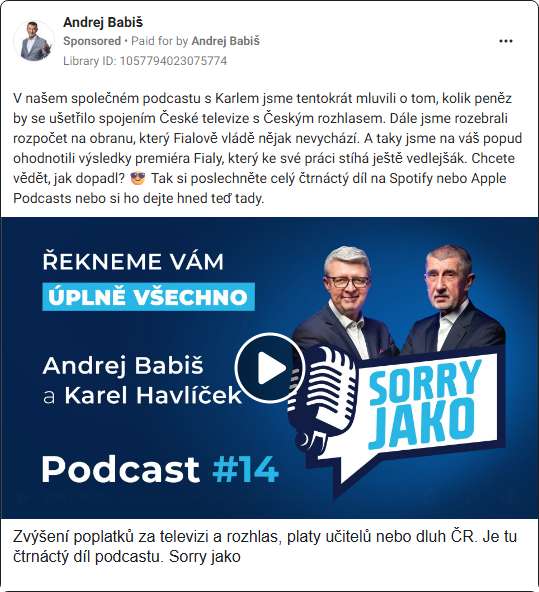 Andrej Babiš
Sponsored • Paid for by Andrej Babiš
Library ID: 1057794023075774
V našem společném podcastu s Karlem jsme tentokrát mluvili o tom, kolik peněz
by se ušetřilo spojením České televize s Českým rozhlasem. Dále jsme rozebrali
rozpočet na obranu, který Fialově vládě nějak nevychází. A taky jsme na váš popud
ohodnotili výsledky premiéra Fialy, který ke své práci stíhá ještě vedlejšák. Chcete
vědět, jak dopadl? 😎 Tak si poslechněte celý čtrnáctý díl na Spotify nebo Apple
Podcasts nebo si ho dejte hned teď tady.
ŘEKNEME VÁM
ÚPLNĚ VŠECHNO
Andrej Babiš
a Karel Havlíček
SORRY
JAKO
Podcast #14
Zvýšení poplatků za televizi a rozhlas, platy učitelů nebo dluh ČR. Je tu
čtrnáctý díl podcastu. Sorry jako